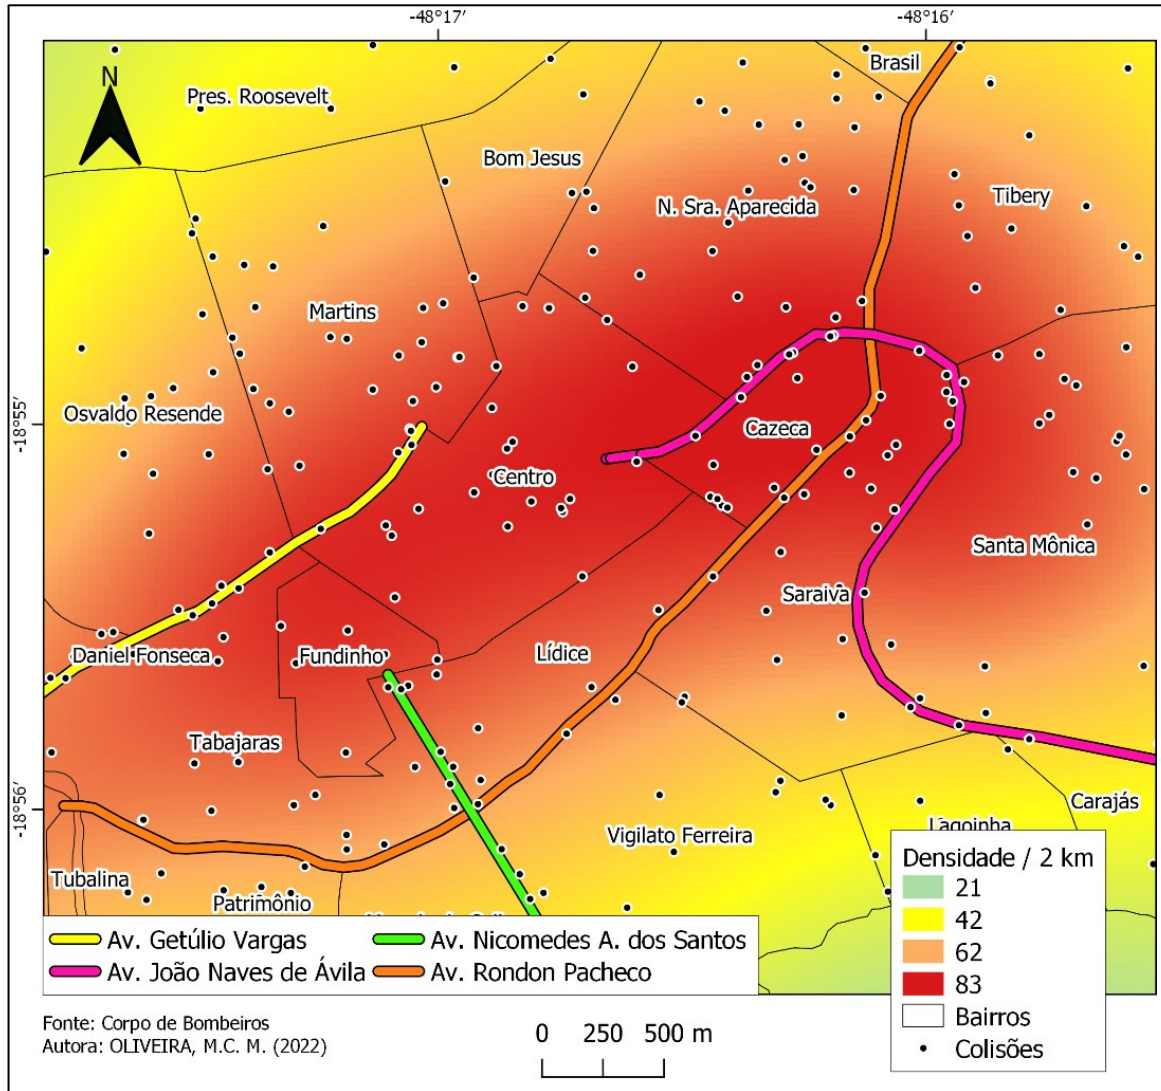 -48°17' -48°16'
Brasil
N
Pres. Roosevelt
Bom Jesus
Tibery
N. Sra. Aparecida
Martins
Osvaldo Resende
-18°55'
Cazeca
Centro
Santa Mônica
Saraiva
Daniel Fonseca
Fundinho
Lídice
Tabajaras
-18°56'
Carajás
Vigilato Ferreira
Lagoinha
Tubalina
Patrimônio
Densidade / 2 km
21
42
62
83
Bairros
Colisões
Av. Getúlio Vargas
Av. Nicomedes A. dos Santos
Av. João Naves de Ávila
Av. Rondon Pacheco
Fonte: Corpo de Bombeiros
Autora: OLIVEIRA, M.C. M. (2022)
0 250 500 m